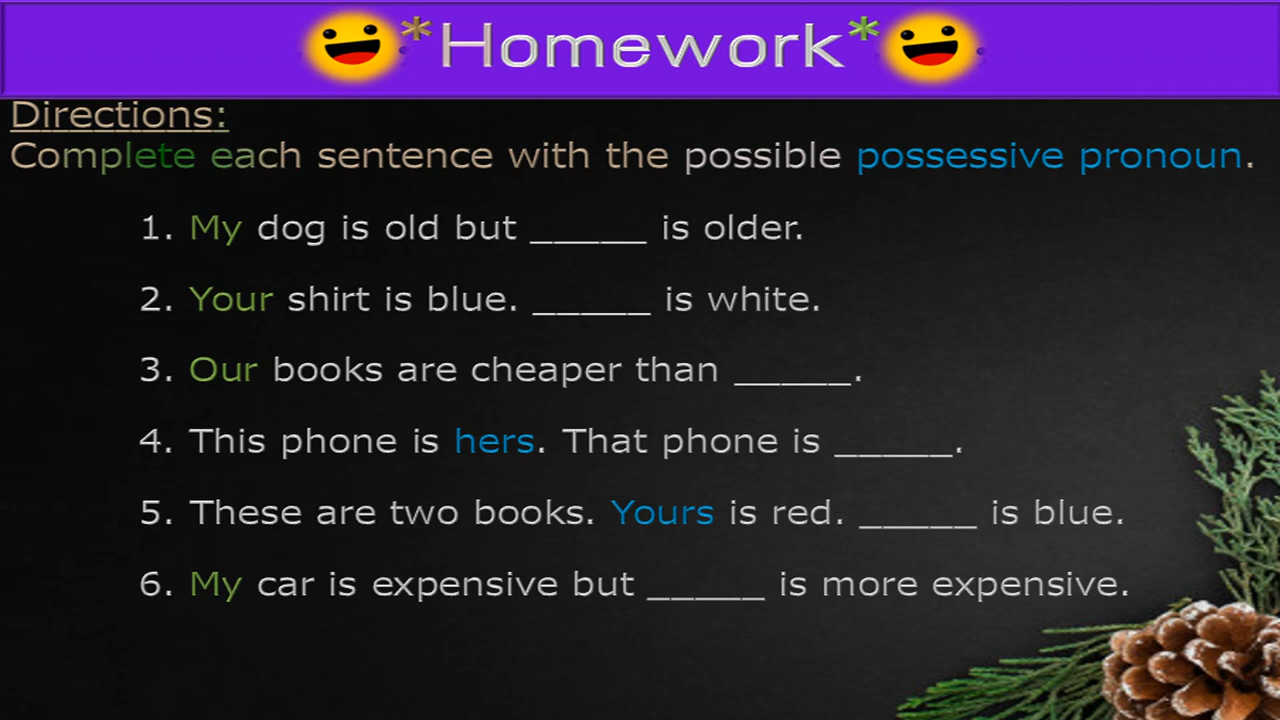 *Homework*
Directions:
Complete each sentence with the possible possessive pronoun.
1. My dog is old but _____ is older.
2. Your shirt is blue. _____ is white.
3. Our books are cheaper than _____.
4. This phone is hers. That phone is _____.
5. These are two books. Yours is red. _____ is blue.
6. My car is expensive but _____ is more expensive.